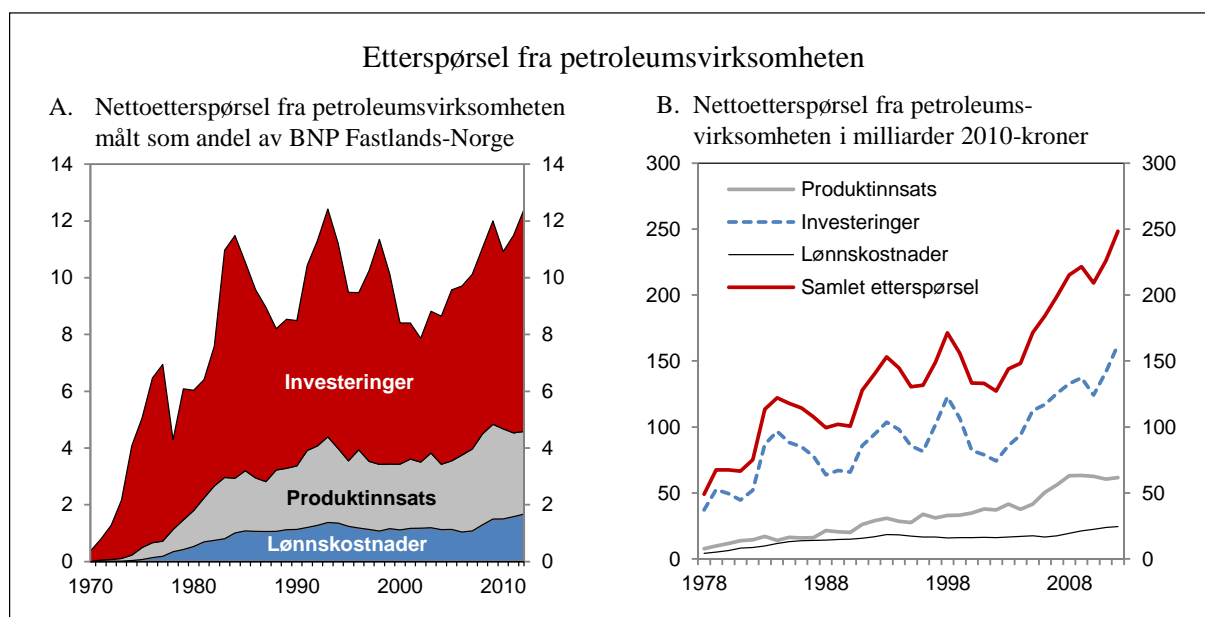 Etterspørsel fra petroleumsvirksomheten
A. Nettoetterspørsel fra petroleumsvirksomheten
målt som andel av BNP Fastlands-Norge
14 14
12 12
10 10
8 8
6 6
4 4
2 2
0 0
Investeringer
Produktinnsats
Lønnskostnader
1970 1980 1990 2000 2010
B. Nettoetterspørsel fra petroleums-
virksomheten i milliarder 2010-kroner
300 300
250 250
200 200
150 150
100 100
50 50
0 0
Produktinnsats
Investeringer
Lønnskostnader
Samlet etterspørsel
1978 1988 1998 2008